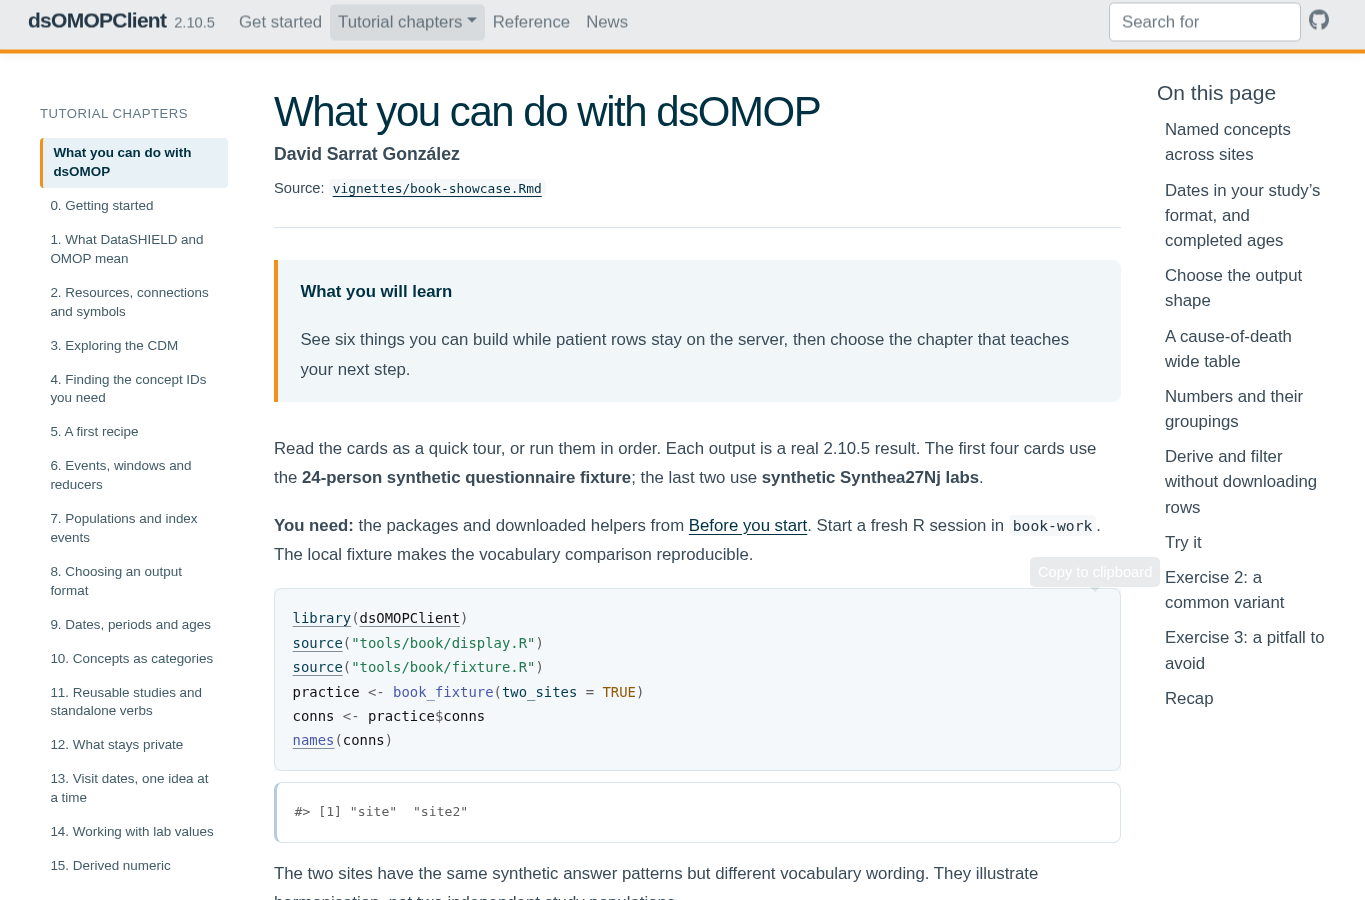 dsOMOPClient 2.10.5 Get started Tutorial chapters Reference News Search for
TUTORIAL CHAPTERS
What you can do with
dsOMOP
0. Getting started
1. What DataSHIELD and
OMOP mean
2. Resources, connections
and symbols
3. Exploring the CDM
4. Finding the concept IDs
you need
5. A first recipe
6. Events, windows and
reducers
7. Populations and index
events
8. Choosing an output
format
9. Dates, periods and ages
10. Concepts as categories
11. Reusable studies and
standalone verbs
12. What stays private
13. Visit dates, one idea at
a time
14. Working with lab values
15. Derived numeric
What you can do with dsOMOP
David Sarrat González
Source: vignettes/book-showcase.Rmd
What you will learn
See six things you can build while patient rows stay on the server, then choose the chapter that teaches
your next step.
Read the cards as a quick tour, or run them in order. Each output is a real 2.10.5 result. The first four cards use
the 24-person synthetic questionnaire fixture; the last two use synthetic Synthea27Nj labs.
You need: the packages and downloaded helpers from Before you start. Start a fresh R session in book-work.
The local fixture makes the vocabulary comparison reproducible.
Copy to clipboard
library(dsOMOPClient)
source("tools/book/display.R")
source("tools/book/fixture.R")
practice <- book_fixture(two_sites = TRUE)
conns <- practice$conns
names(conns)
#> [1] "site"  "site2"
The two sites have the same synthetic answer patterns but different vocabulary wording. They illustrate
harmonisation, not two independent study populations.
On this page
Named concepts
across sites
Dates in your study’s
format, and
completed ages
Choose the output
shape
A cause-of-death
wide table
Numbers and their
groupings
Derive and filter
without downloading
rows
Try it
Exercise 2: a
common variant
Exercise 3: a pitfall to
avoid
Recap